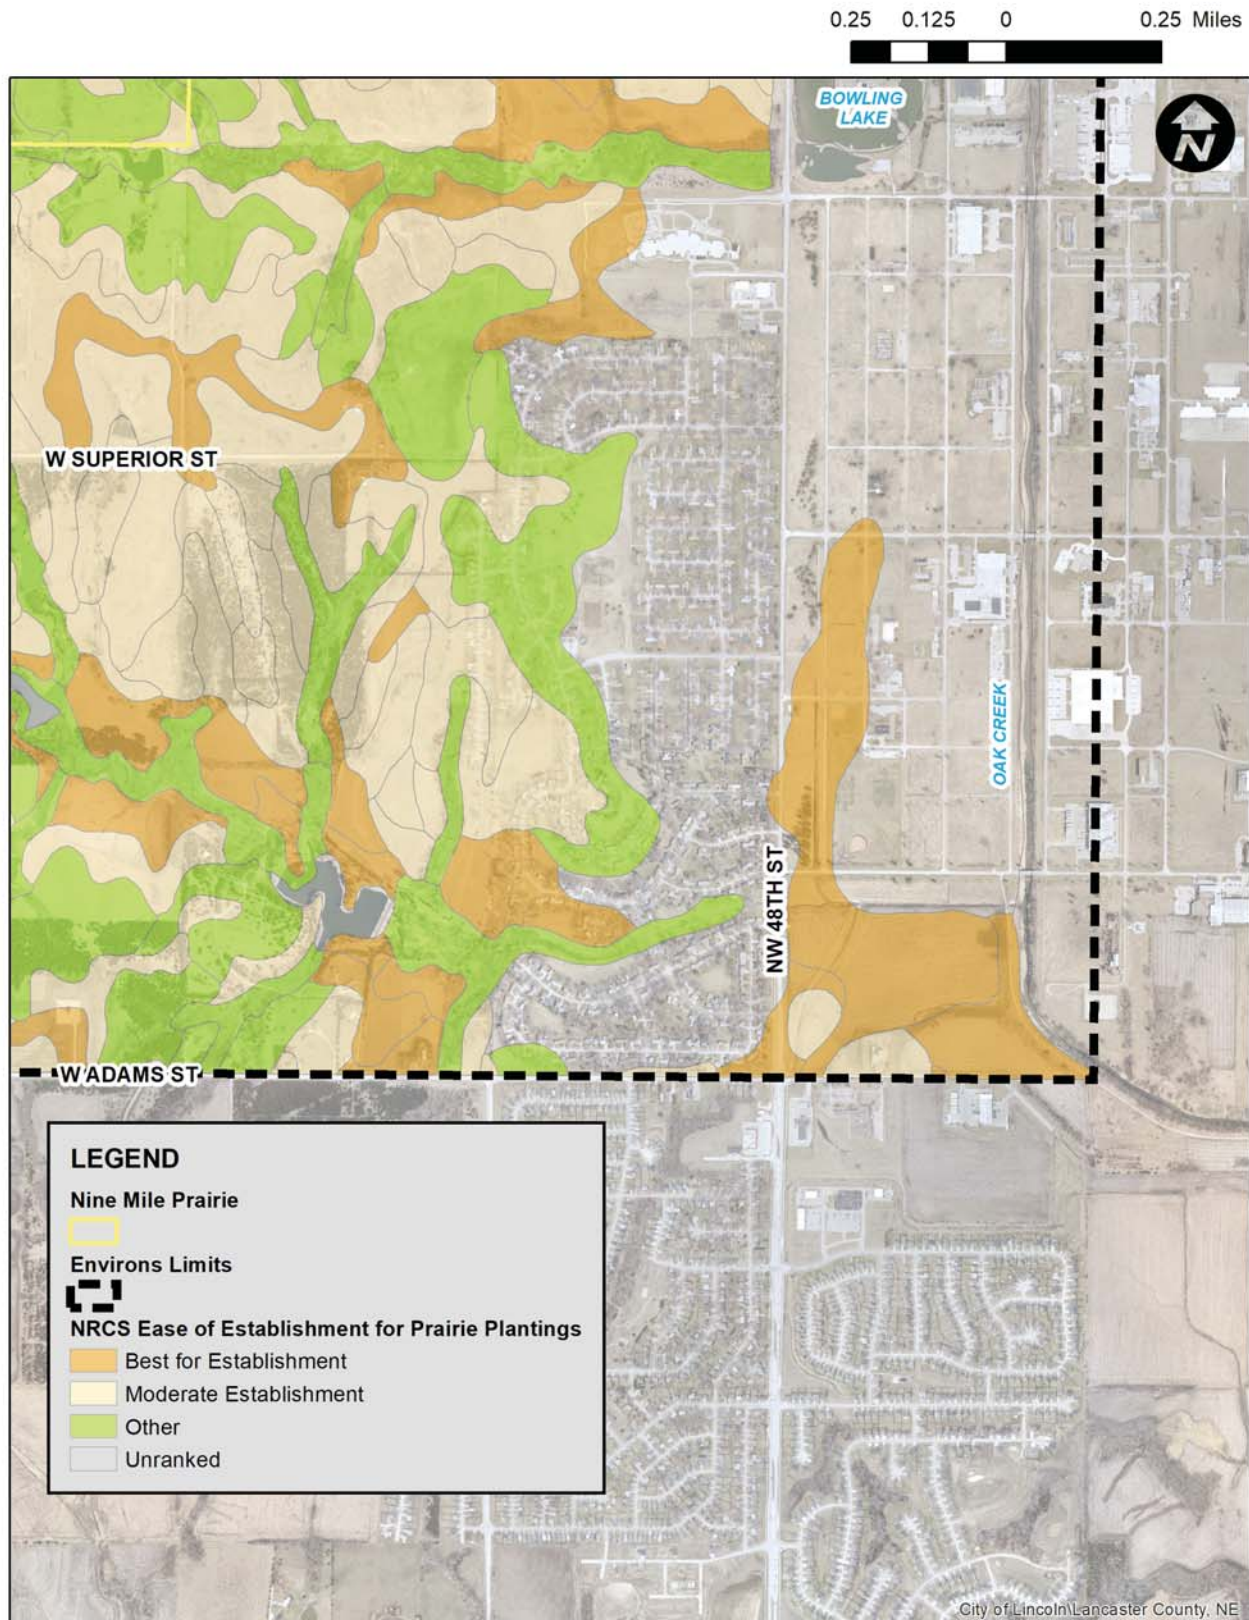 0.25 0.125 0 0.25 Miles
BOWLING
LAKE
N
W SUPERIOR ST
OAK CREEK
NW 48TH ST
W ADAMS ST
LEGEND
Nine Mile Prairie
Environs Limits
NRCS Ease of Establishment for Prairie Plantings
Best for Establishment
Moderate Establishment
Other
Unranked
City of Lincoln\Lancaster County, NE